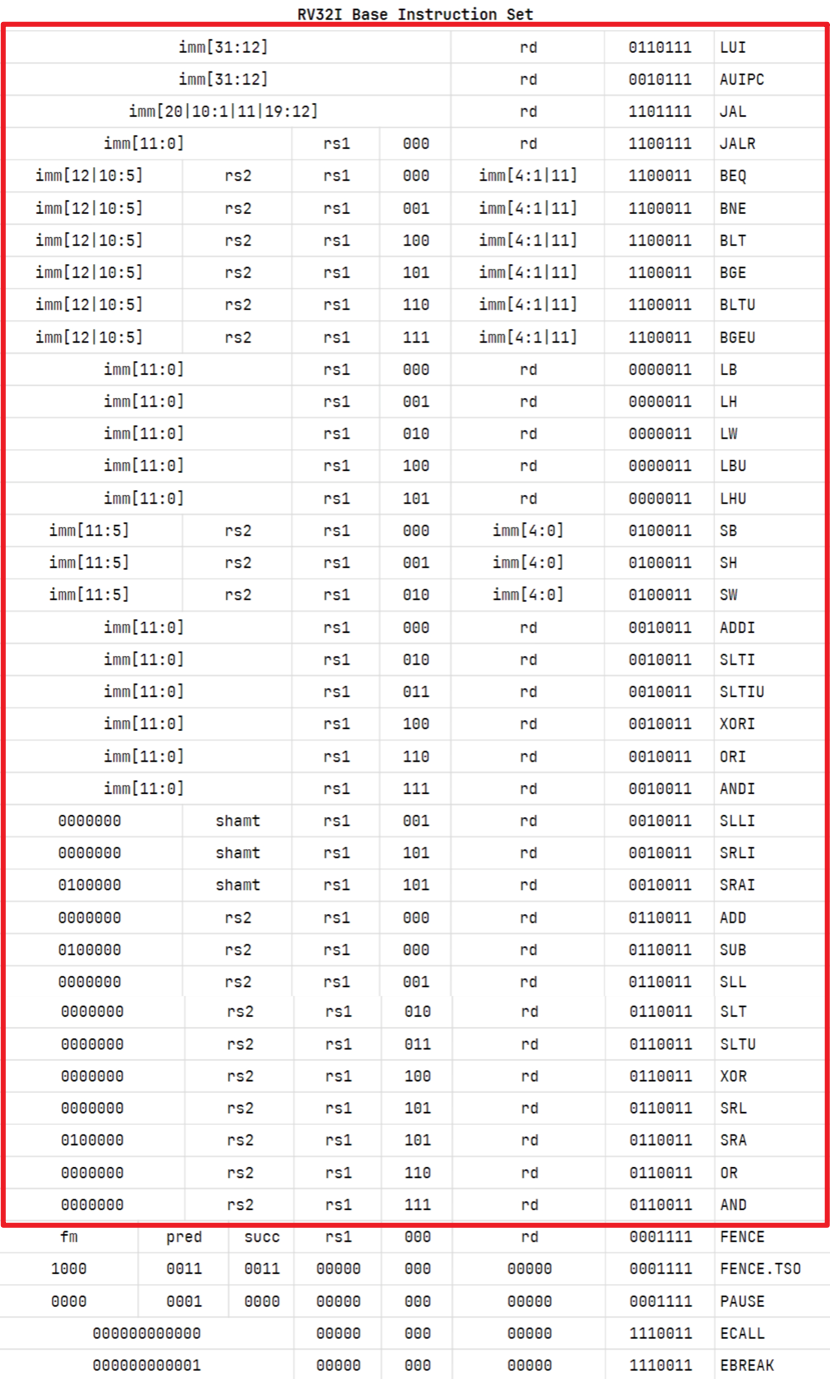 RV32I Base Instruction Set
imm[31:12] rd 0110111 LUI
imm[31:12] rd 0010111 AUIPC
imm[20|10:1|11|19:12] rd 1101111 JAL
imm[11:0] rs1 000 rd 1100111 JALR
imm[12|10:5] rs2 rs1 000 imm[4:1|11] 1100011 BEQ
imm[12|10:5] rs2 rs1 001 imm[4:1|11] 1100011 BNE
imm[12|10:5] rs2 rs1 100 imm[4:1|11] 1100011 BLT
imm[12|10:5] rs2 rs1 101 imm[4:1|11] 1100011 BGE
imm[12|10:5] rs2 rs1 110 imm[4:1|11] 1100011 BLTU
imm[12|10:5] rs2 rs1 111 imm[4:1|11] 1100011 BGEU
imm[11:0] rs1 000 rd 0000011 LB
imm[11:0] rs1 001 rd 0000011 LH
imm[11:0] rs1 010 rd 0000011 LW
imm[11:0] rs1 100 rd 0000011 LBU
imm[11:0] rs1 101 rd 0000011 LHU
imm[11:5] rs2 rs1 000 imm[4:0] 0100011 SB
imm[11:5] rs2 rs1 001 imm[4:0] 0100011 SH
imm[11:5] rs2 rs1 010 imm[4:0] 0100011 SW
imm[11:0] rs1 000 rd 0010011 ADDI
imm[11:0] rs1 010 rd 0010011 SLTI
imm[11:0] rs1 011 rd 0010011 SLTIU
imm[11:0] rs1 100 rd 0010011 XORI
imm[11:0] rs1 110 rd 0010011 ORI
imm[11:0] rs1 111 rd 0010011 ANDI
0000000 shamt rs1 001 rd 0010011 SLLI
0000000 shamt rs1 101 rd 0010011 SRLI
0100000 shamt rs1 101 rd 0010011 SRAI
0000000 rs2 rs1 000 rd 0110011 ADD
0100000 rs2 rs1 000 rd 0110011 SUB
0000000 rs2 rs1 001 rd 0110011 SLL
0000000 rs2 rs1 010 rd 0110011 SLT
0000000 rs2 rs1 011 rd 0110011 SLTU
0000000 rs2 rs1 100 rd 0110011 XOR
0000000 rs2 rs1 101 rd 0110011 SRL
0100000 rs2 rs1 101 rd 0110011 SRA
0000000 rs2 rs1 110 rd 0110011 OR
0000000 rs2 rs1 111 rd 0110011 AND
fm pred succ rs1 000 rd 0001111 FENCE
1000 0011 0011 00000 000 00000 0001111 FENCE.TSO
0000 0001 0000 00000 000 00000 0001111 PAUSE
000000000000 00000 000 00000 1110011 ECALL
000000000001 00000 000 00000 1110011 EBREAK